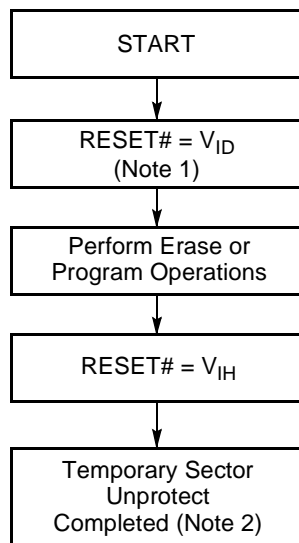 START
RESET# = VID
(Note 1)
Perform Erase or
Program Operations
RESET# = VIH
Temporary Sector
Unprotect
Completed (Note 2)